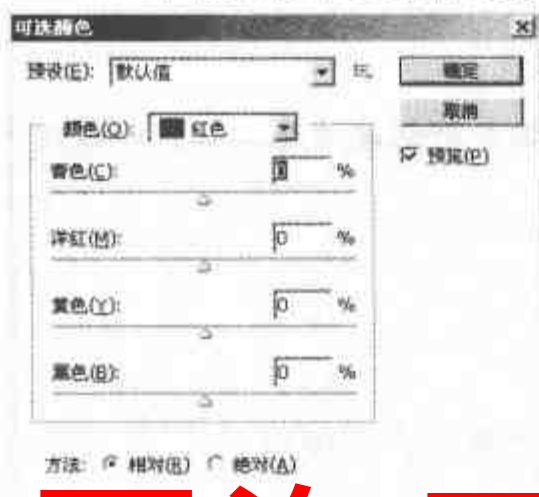 可选颜色
预设(E): 默认值
确定
取消
预览(P)
颜色(O): 红色
青色(C): 0 %
洋红(M): 0 %
黄色(Y): 0 %
黑色(B): 0 %
方法: 相对(R) 绝对(A)